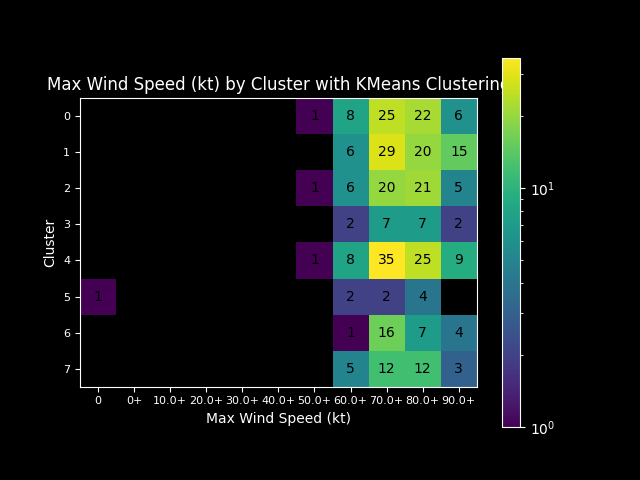 Max Wind Speed (kt) by Cluster with KMeans Clustering
0 1 8 25 22 6
1 6 29 20 15
2 1 6 20 21 5
3 2 7 7 2
4 1 8 35 25 9
5 1 2 2 4
6 1 16 7 4
7 5 12 12 3
Cluster
0 0+ 10.0+ 20.0+ 30.0+ 40.0+ 50.0+ 60.0+ 70.0+ 80.0+ 90.0+
Max Wind Speed (kt)
10¹
10⁰